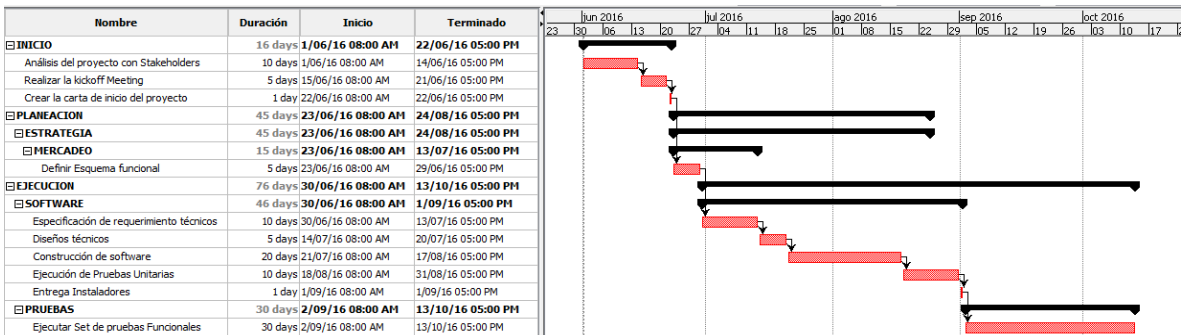 Nombre Duración Inicio Terminado
jun 2016 jul 2016 ago 2016 sep 2016 oct 2016
23 30 06 13 20 27 04 11 18 25 01 08 15 22 29 05 12 19 26 03 10 17 2
INICIO 16 days 1/06/16 08:00 AM 22/06/16 05:00 PM
Análisis del proyecto con Stakeholders 10 days 1/06/16 08:00 AM 14/06/16 05:00 PM
Realizar la kickoff Meeting 5 days 15/06/16 08:00 AM 21/06/16 05:00 PM
Crear la carta de inicio del proyecto 1 day 22/06/16 08:00 AM 22/06/16 05:00 PM
PLANEACION 45 days 23/06/16 08:00 AM 24/08/16 05:00 PM
ESTRATEGIA 45 days 23/06/16 08:00 AM 24/08/16 05:00 PM
MERCADEO 15 days 23/06/16 08:00 AM 13/07/16 05:00 PM
Definir Esquema funcional 5 days 23/06/16 08:00 AM 29/06/16 05:00 PM
EJECUCION 76 days 30/06/16 08:00 AM 13/10/16 05:00 PM
SOFTWARE 46 days 30/06/16 08:00 AM 1/09/16 05:00 PM
Especificación de requerimiento técnicos 10 days 30/06/16 08:00 AM 13/07/16 05:00 PM
Diseños técnicos 5 days 14/07/16 08:00 AM 20/07/16 05:00 PM
Construcción de software 20 days 21/07/16 08:00 AM 17/08/16 05:00 PM
Ejecución de Pruebas Unitarias 10 days 18/08/16 08:00 AM 31/08/16 05:00 PM
Entrega Instaladores 1 day 1/09/16 08:00 AM 1/09/16 05:00 PM
PRUEBAS 30 days 2/09/16 08:00 AM 13/10/16 05:00 PM
Ejecutar Set de pruebas Funcionales 30 days 2/09/16 08:00 AM 13/10/16 05:00 PM